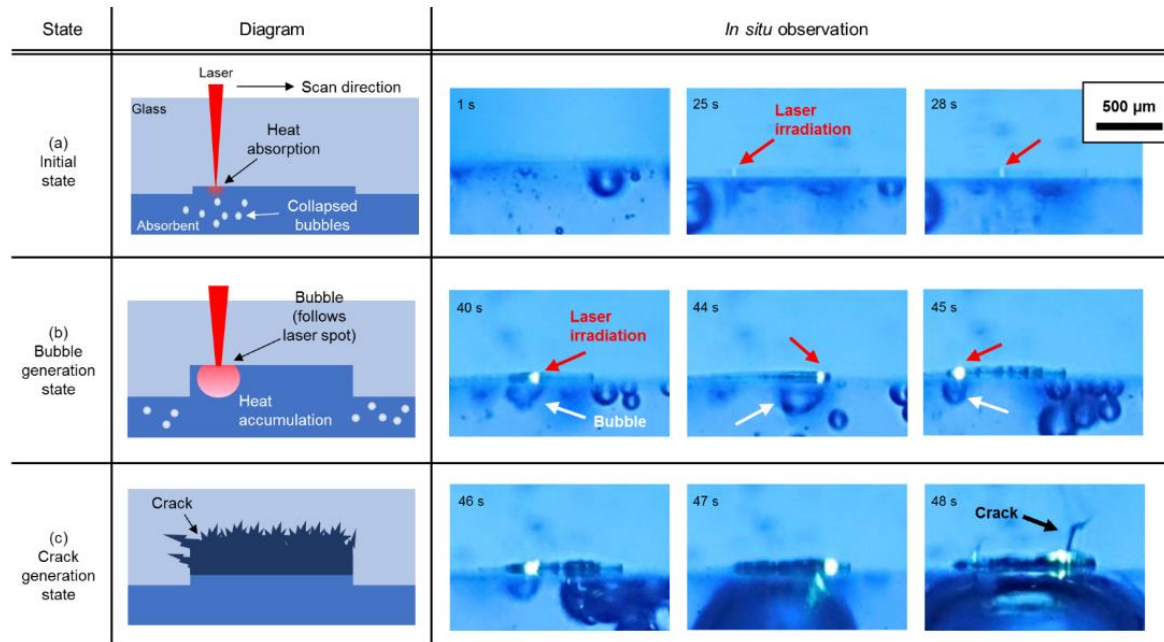 State
Diagram
In situ observation
(a)
Initial
state
Laser
Scan direction
Glass
Heat
absorption
Collapsed
bubbles
Absorbent
1 s
25 s
Laser
irradiation
28 s
500 μm
(b)
Bubble
generation
state
Bubble
(follows
laser spot)
Heat
accumulation
40 s
Laser
irradiation
Bubble
44 s
45 s
(c)
Crack
generation
state
Crack
46 s
47 s
48 s
Crack